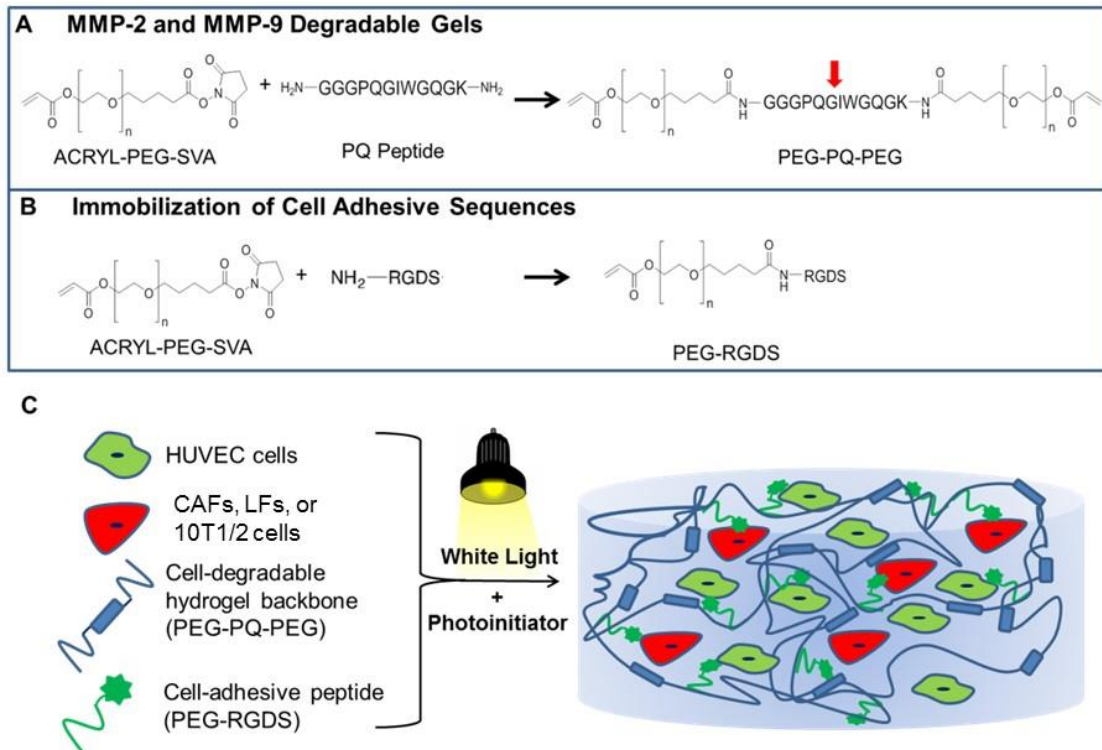 A MMP-2 and MMP-9 Degradable Gels
O
O
O
O
n
O
O
N
O
O
+
H₂N—GGGPQGIWGQGK—NH₂
O
O
O
O
n
O
N
H
GGGPQGIWGQGK
NH
O
O
n
O
O
ACRYL-PEG-SVA
PQ Peptide
PEG-PQ-PEG
B Immobilization of Cell Adhesive Sequences
O
O
O
O
n
O
O
N
O
O
+
NH₂—RGDS
O
O
O
O
n
O
N
H
RGDS
ACRYL-PEG-SVA
PEG-RGDS
C
HUVEC cells
CAFs, LFs, or
10T1/2 cells
Cell-degradable
hydrogel backbone
(PEG-PQ-PEG)
Cell-adhesive peptide
(PEG-RGDS)
White Light
+
Photoinitiator